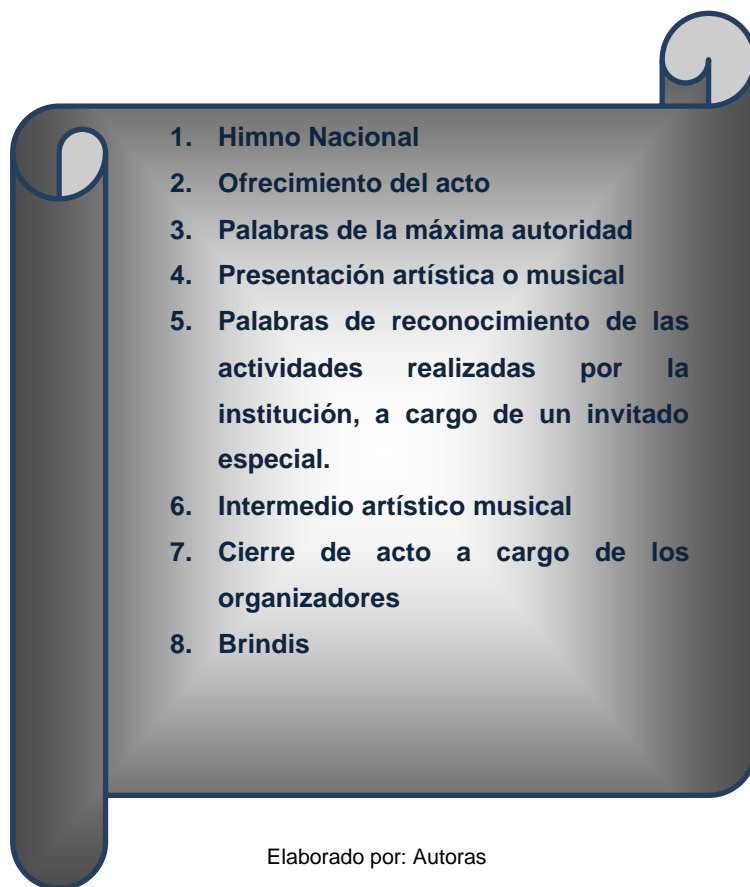 1. Himno Nacional
2. Ofrecimiento del acto
3. Palabras de la máxima autoridad
4. Presentación artística o musical
5. Palabras de reconocimiento de las
actividades realizadas por la
institución, a cargo de un invitado
especial.
6. Intermedio artístico musical
7. Cierre de acto a cargo de los
organizadores
8. Brindis
Elaborado por: Autoras